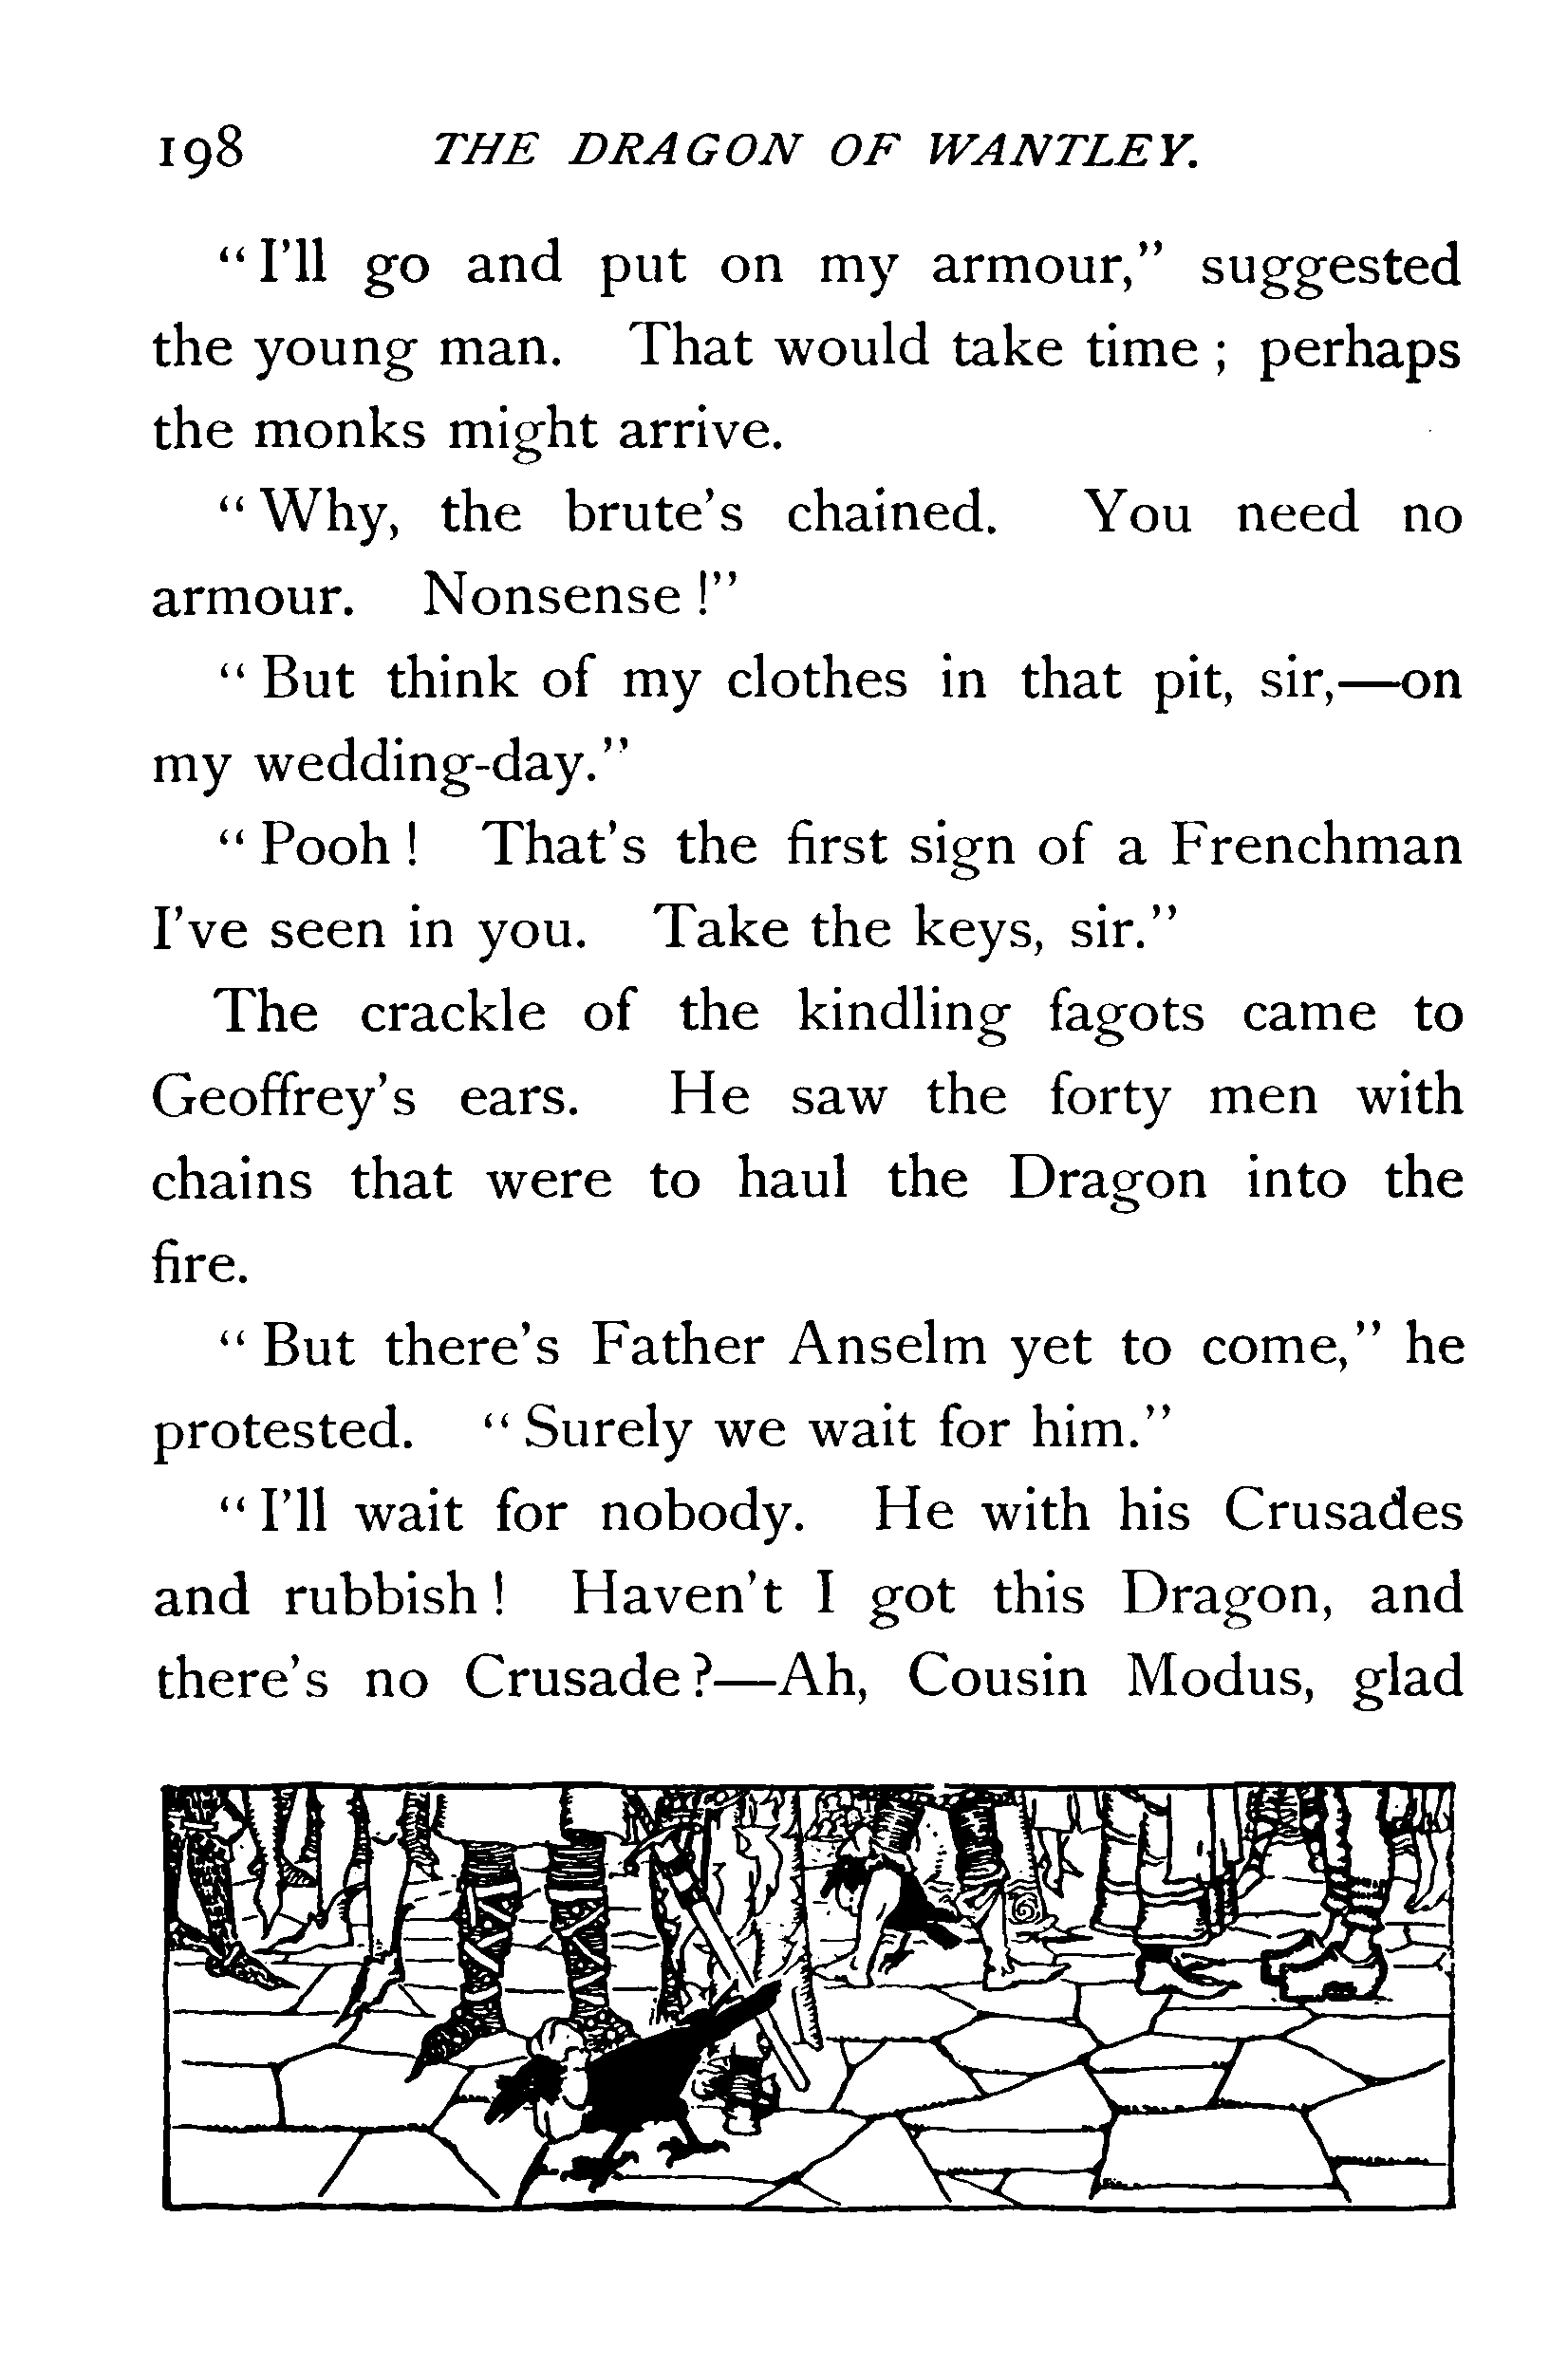 198 THE DRAGON OF WANTLEY.
“I’ll go and put on my armour,” suggested
the young man. That would take time ; perhaps
the monks might arrive.
“Why, the brute’s chained. You need no
armour. Nonsense !”
“But think of my clothes in that pit, sir,—on
my wedding-day.”
“Pooh ! That’s the first sign of a Frenchman
I’ve seen in you. Take the keys, sir.”
The crackle of the kindling fagots came to
Geoffrey’s ears. He saw the forty men with
chains that were to haul the Dragon into the
fire.
“But there’s Father Anselm yet to come,” he
protested. “Surely we wait for him.”
“I’ll wait for nobody. He with his Crusades
and rubbish ! Haven’t I got this Dragon, and
there’s no Crusade ?—Ah, Cousin Modus, glad